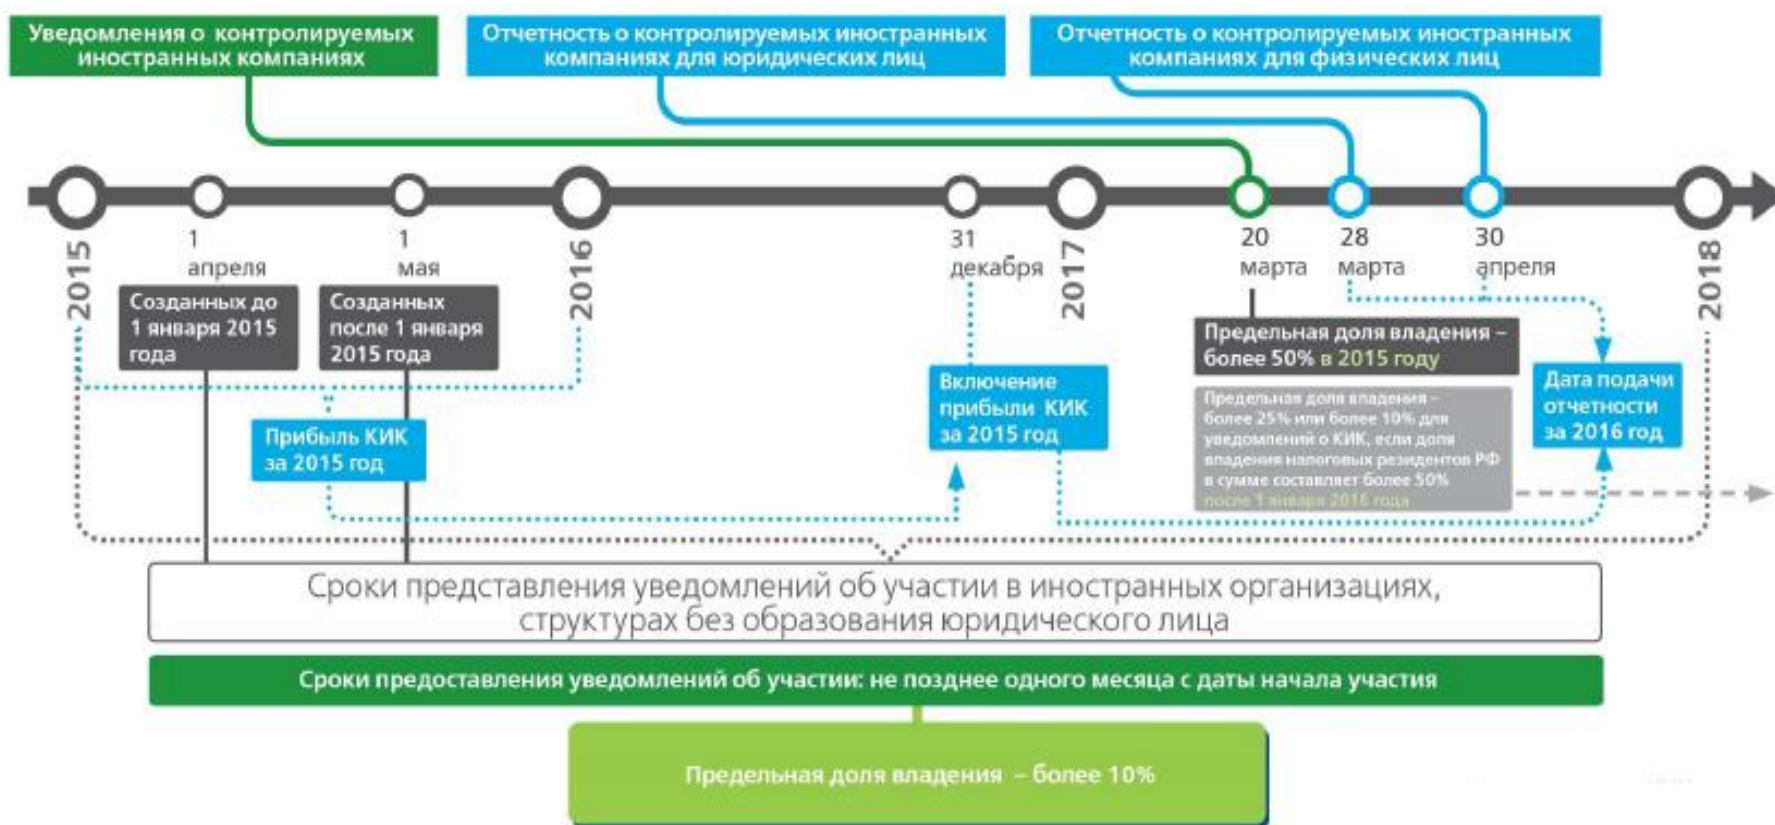 Уведомления о контролируемых
иностранных компаниях
Отчетность о контролируемых иностранных
компаниях для юридических лиц
Отчетность о контролируемых иностранных
компаниях для физических лиц
2015
1
апреля
1
мая
2016
31
декабря
2017
20
марта
28
марта
30
апреля
2018
Созданных до
1 января 2015
года
Созданных
после 1 января
2015 года
Прибыль КИК
за 2015 год
Включение
прибыли КИК
за 2015 год
Предельная доля владения –
более 50% в 2015 году
Предельная доля владения –
более 25% или более 10% для
уведомлений о КИК, если доля
владения налоговых резидентов РФ
в сумме составляет более 50%
после 1 января 2016 года
Дата подачи
отчетности
за 2016 год
Сроки представления уведомлений об участии в иностранных организациях,
структурах без образования юридического лица
Сроки предоставления уведомлений об участии: не позднее одного месяца с даты начала участия
Предельная доля владения – более 10%